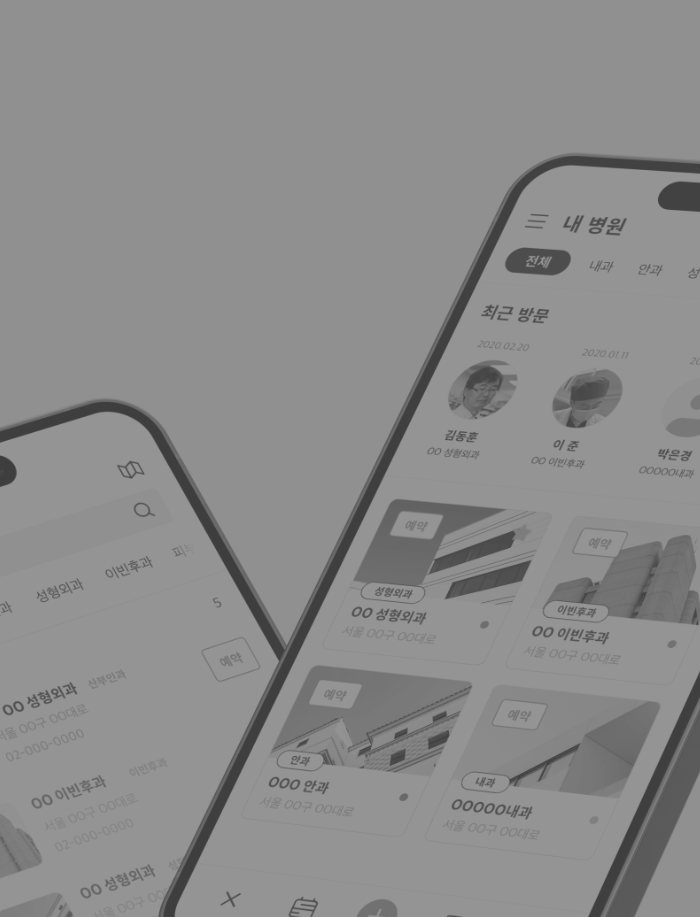 내 병원
전체 내과 안과
최근 방문
2020.02.20 2020.01.11
김동훈 이 준 박은경
OO 성형외과 OO 이빈후과 OOOOO내과
예약 예약
성형외과 이빈후과
OO 성형외과 OO 이빈후과
서울 OO구 OO대로 서울 OO구 OO대로
예약 예약
안과 내과
OOO 안과 OOOOO내과
서울 OO구 OO대로 서울 OO구 OO대로
성형외과 이빈후과
5
예약
OO 성형외과 산부인과
서울 OO구 OO대로
02-000-0000
OO 이빈후과 이빈후과
서울 OO구 OO대로
02-000-0000
OO 성형외과
서울 OO구 OO